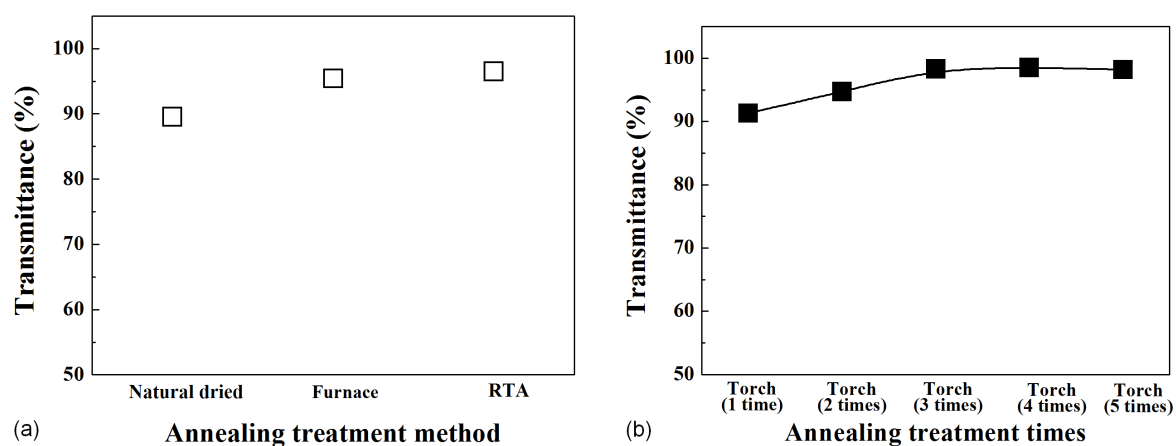 Transmittance (%)
100
90
80
70
60
50
Natural dried Furnace RTA
(a) Annealing treatment method
Transmittance (%)
100
90
80
70
60
50
Torch Torch Torch Torch Torch
(1 time) (2 times) (3 times) (4 times) (5 times)
(b) Annealing treatment times